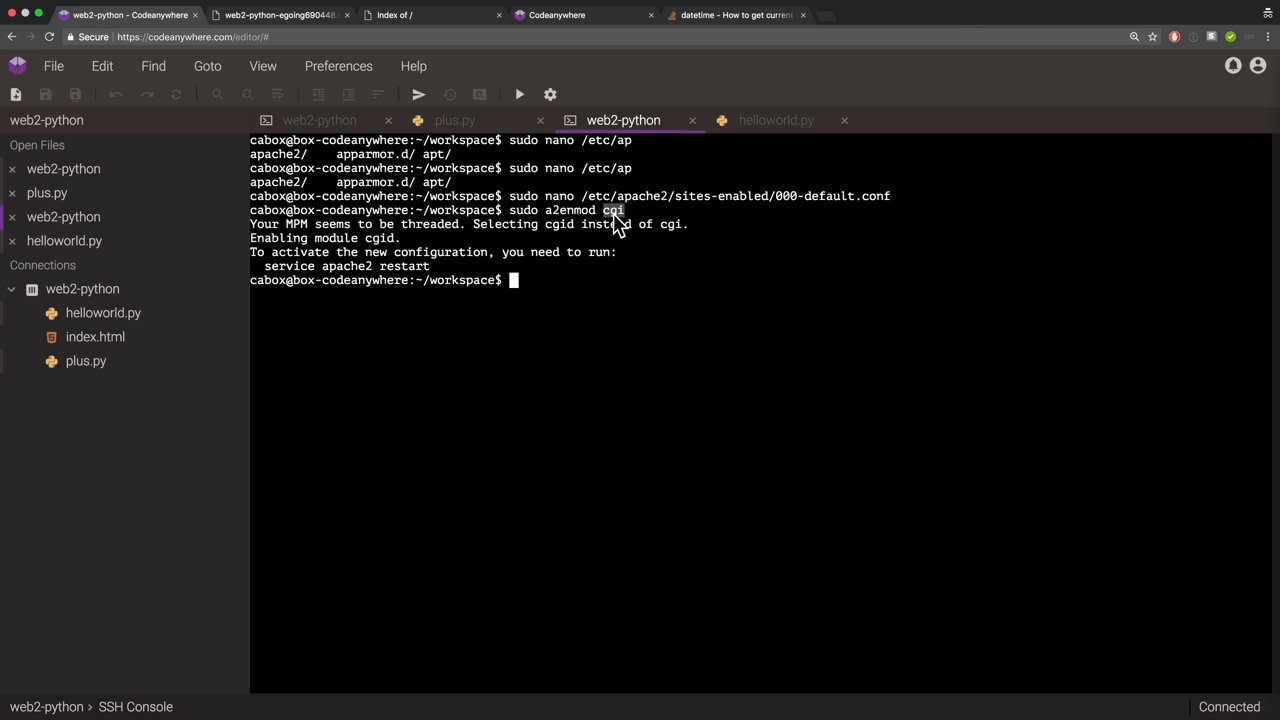 web2-python - Codeanywhere
web2-python-egoing690448.
Index of /
Codeanywhere
datetime - How to get current
Secure
https://codeanywhere.com/editor/#
File
Edit
Find
Goto
View
Preferences
Help
web2-python
web2-python
plus.py
web2-python
helloworld.py
Open Files
web2-python
plus.py
web2-python
helloworld.py
Connections
web2-python
helloworld.py
index.html
plus.py
cabox@box-codeanywhere:~/workspace$ sudo nano /etc/ap
apache2/ apparmor.d/ apt/
cabox@box-codeanywhere:~/workspace$ sudo nano /etc/ap
apache2/ apparmor.d/ apt/
cabox@box-codeanywhere:~/workspace$ sudo nano /etc/apache2/sites-enabled/000-default.conf
cabox@box-codeanywhere:~/workspace$ sudo a2enmod cgi
Your MPM seems to be threaded. Selecting cgid instead of cgi.
Enabling module cgid.
To activate the new configuration, you need to run:
service apache2 restart
cabox@box-codeanywhere:~/workspace$
web2-python › SSH Console
Connected